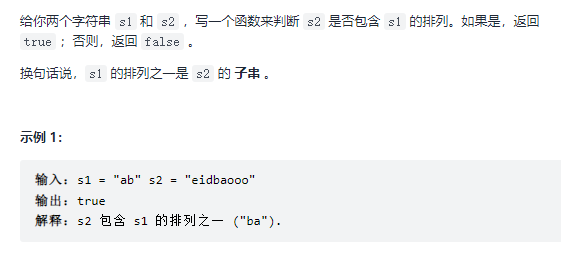 给你两个字符串 s1 和 s2 ，写一个函数来判断 s2 是否包含 s1 的排列。如果是，返回
true ；否则，返回 false 。
换句话说，s1 的排列之一是 s2 的 子串 。
示例 1：
输入：s1 = "ab" s2 = "eidbaooo"
输出：true
解释：s2 包含 s1 的排列之一 ("ba").